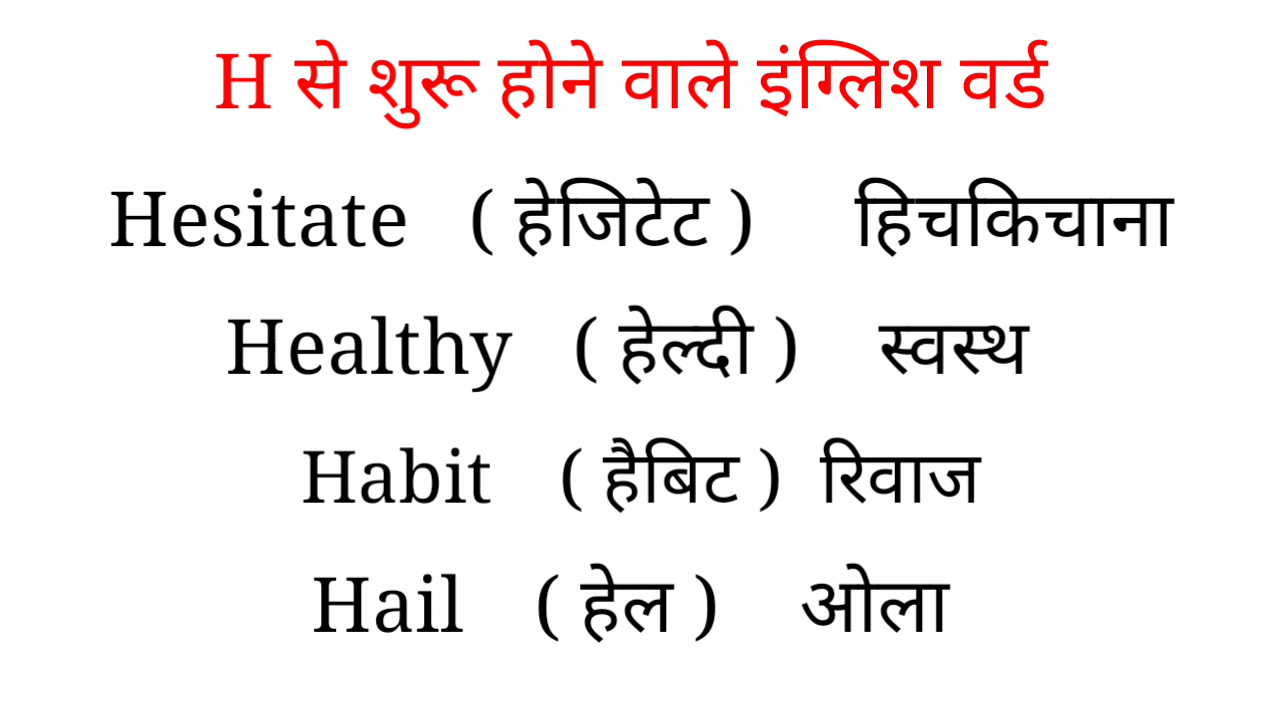 H से शुरू होने वाले इंग्लिश वर्ड
Hesitate ( हेजिटेट ) हिचकिचाना
Healthy ( हेल्दी ) स्वस्थ
Habit ( हैबिट ) रिवाज
Hail ( हेल ) ओला